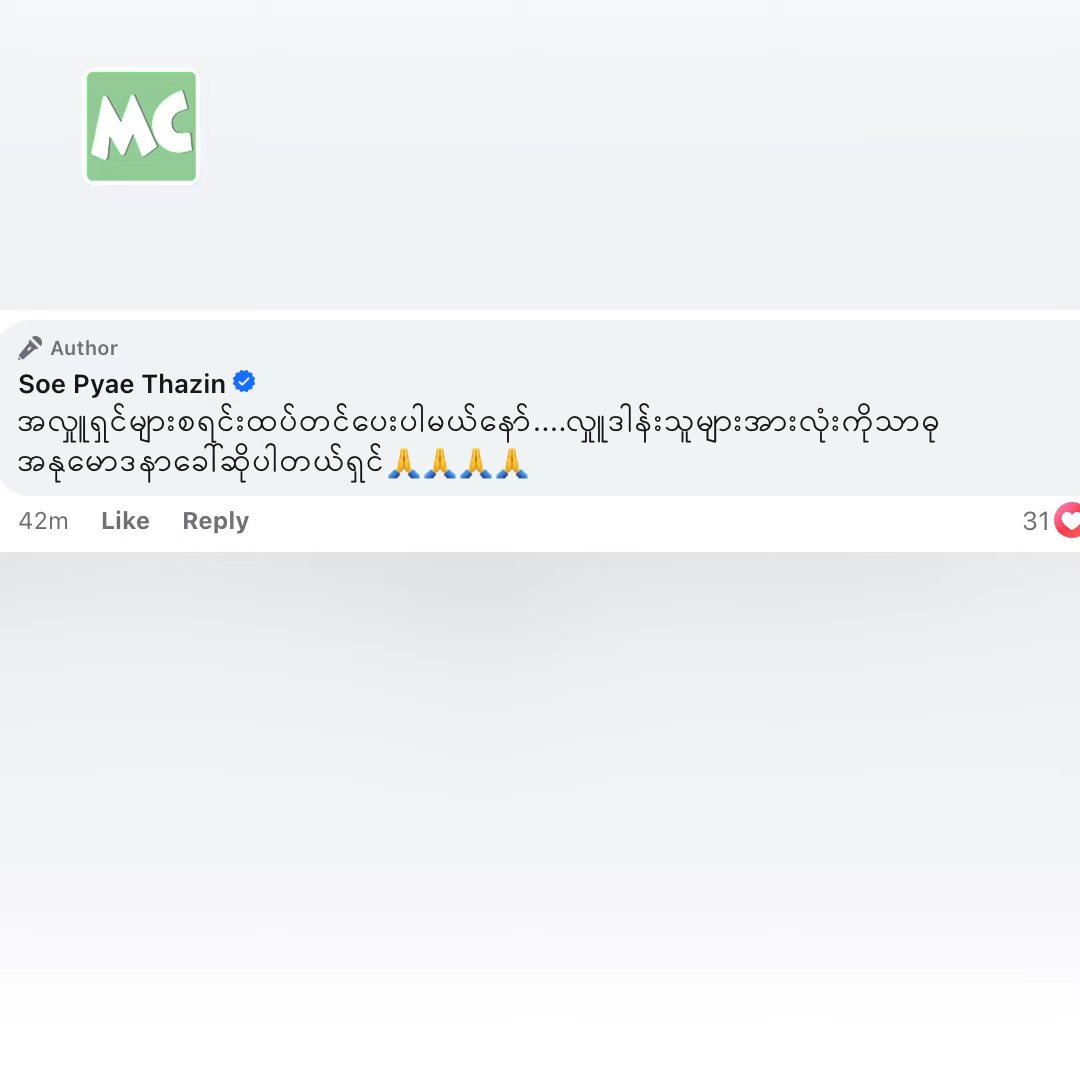 MC
Author
Soe Pyae Thazin
အလှူရှင်များစရင်းထပ်တင်ပေးပါမယ်နော်....လှူဒါန်းသူများအားလုံးကိုသာဓု
အနုမောဒနာခေါ်ဆိုပါတယ်ရှင်🙏🙏🙏🙏
42m Like Reply 31